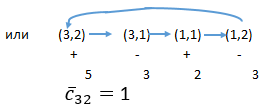 или (3,2) (3,1) (1,1) (1,2)
+ - + -
5 3 2 3
c̄₃₂ = 1